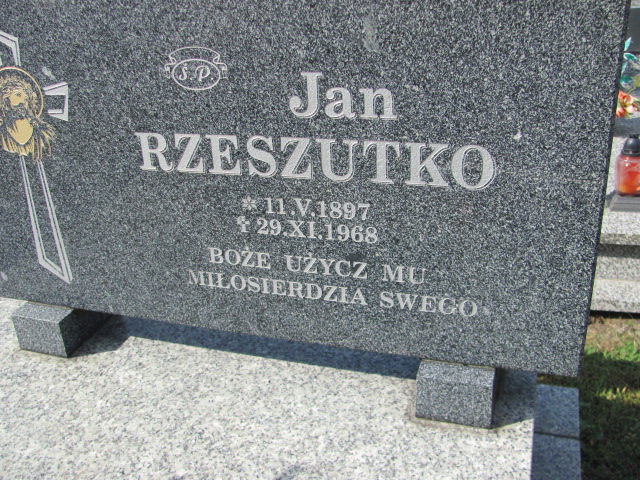 Ś.P.
Jan
RZESZUTKO
* 11.V.1897
✝ 29.XI.1968
BOŻE UŻYCZ MU
MIŁOSIERDZIA SWEGO